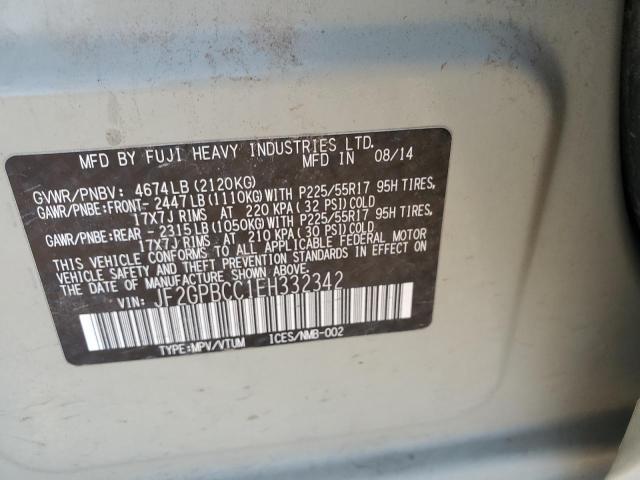 MFD BY FUJI HEAVY INDUSTRIES LTD.
MFD IN 08/14
GVWR/PNBV: 4674LB(2120KG)
GAWR/PNBE:FRONT- 2447LB(1110KG)WITH P225/55R17 95H TIRES,
17X7J RIMS AT 220 KPA(32 PSI)COLD
GAWR/PNBE:REAR - 2315LB(1050KG)WITH P225/55R17 95H TIRES,
17X7J RIMS AT 210 KPA(30 PSI)COLD
THIS VEHICLE CONFORMS TO ALL APPLICABLE FEDERAL MOTOR
VEHICLE SAFETY AND THEFT PREVENTION STANDARDS IN EFFECT ON
THE DATE OF MANUFACTURE SHOWN ABOVE.
VIN: JF2GPBCC1FH332342
TYPE:MPV/VTUM ICES/NMB-002